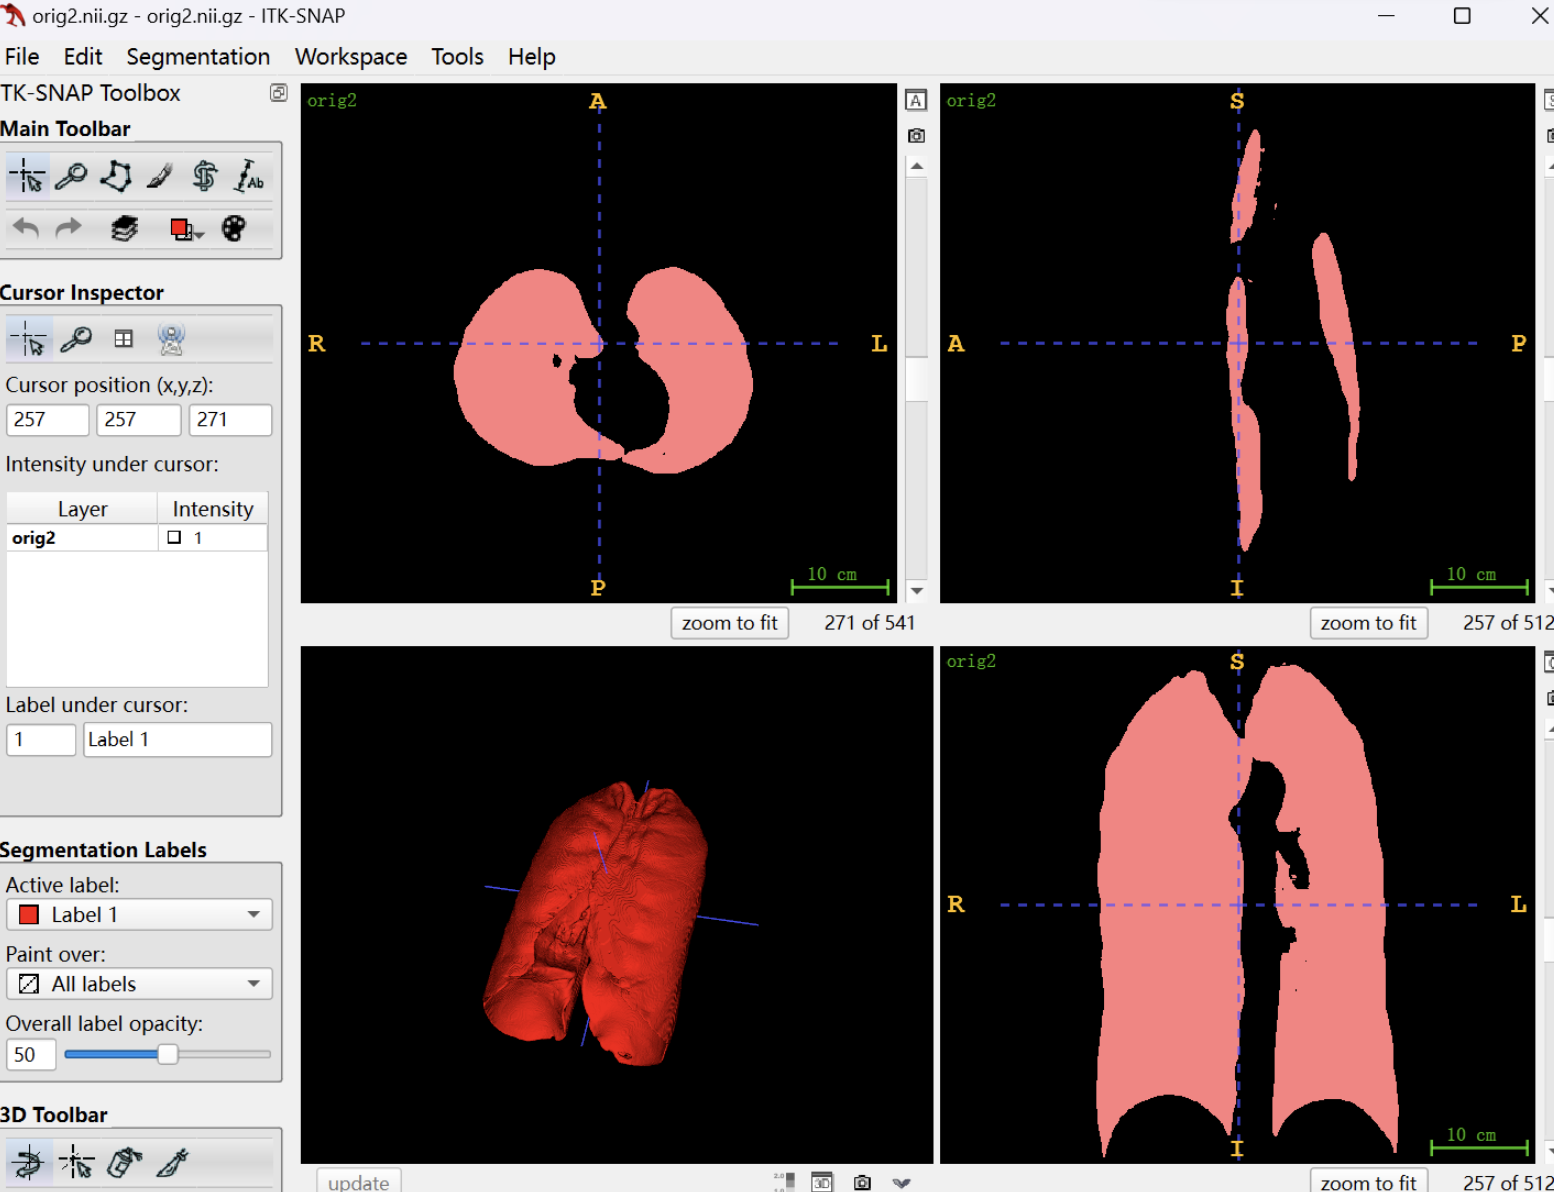 orig2.nii.gz - orig2.nii.gz - ITK-SNAP
File Edit Segmentation Workspace Tools Help
TK-SNAP Toolbox
Main Toolbar
Ab
Cursor Inspector
Cursor position (x,y,z):
257 257 271
Intensity under cursor:
Layer Intensity
orig2 1
Label under cursor:
1 Label 1
Segmentation Labels
Active label:
Label 1
Paint over:
All labels
Overall label opacity:
50
3D Toolbar
orig2
A
R
L
P
10 cm
A
zoom to fit 271 of 541
orig2
S
A
P
I
10 cm
zoom to fit 257 of 512
update
3D
orig2
S
R
L
I
10 cm
zoom to fit 257 of 512